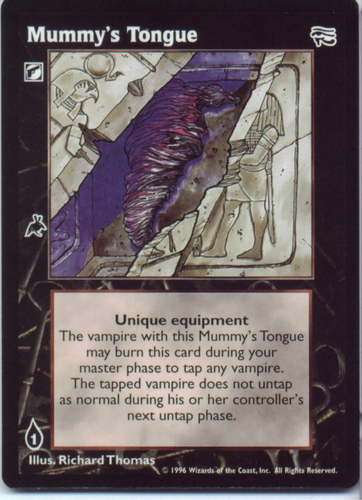 Mummy's Tongue
Unique equipment
The vampire with this Mummy's Tongue
may burn this card during your
master phase to tap any vampire.
The tapped vampire does not untap
as normal during his or her controller's
next untap phase.
1
Illus. Richard Thomas
© 1996 Wizards of the Coast, Inc. All Rights Reserved.